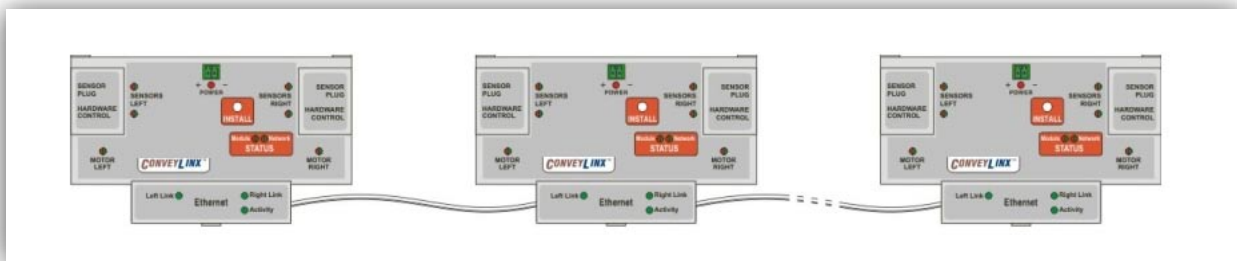 SENSOR PLUG
HARDWARE CONTROL
SENSORS LEFT
+ POWER -
SENSORS RIGHT
INSTALL
SENSOR PLUG
HARDWARE CONTROL
Module Network
STATUS
MOTOR LEFT
CONVEYLINX™
MOTOR RIGHT
Left Link
Ethernet
Right Link
Activity
SENSOR PLUG
HARDWARE CONTROL
SENSORS LEFT
+ POWER -
SENSORS RIGHT
INSTALL
SENSOR PLUG
HARDWARE CONTROL
Module Network
STATUS
MOTOR LEFT
CONVEYLINX™
MOTOR RIGHT
Left Link
Ethernet
Right Link
Activity
SENSOR PLUG
HARDWARE CONTROL
SENSORS LEFT
+ POWER -
SENSORS RIGHT
INSTALL
SENSOR PLUG
HARDWARE CONTROL
Module Network
STATUS
MOTOR LEFT
CONVEYLINX™
MOTOR RIGHT
Left Link
Ethernet
Right Link
Activity